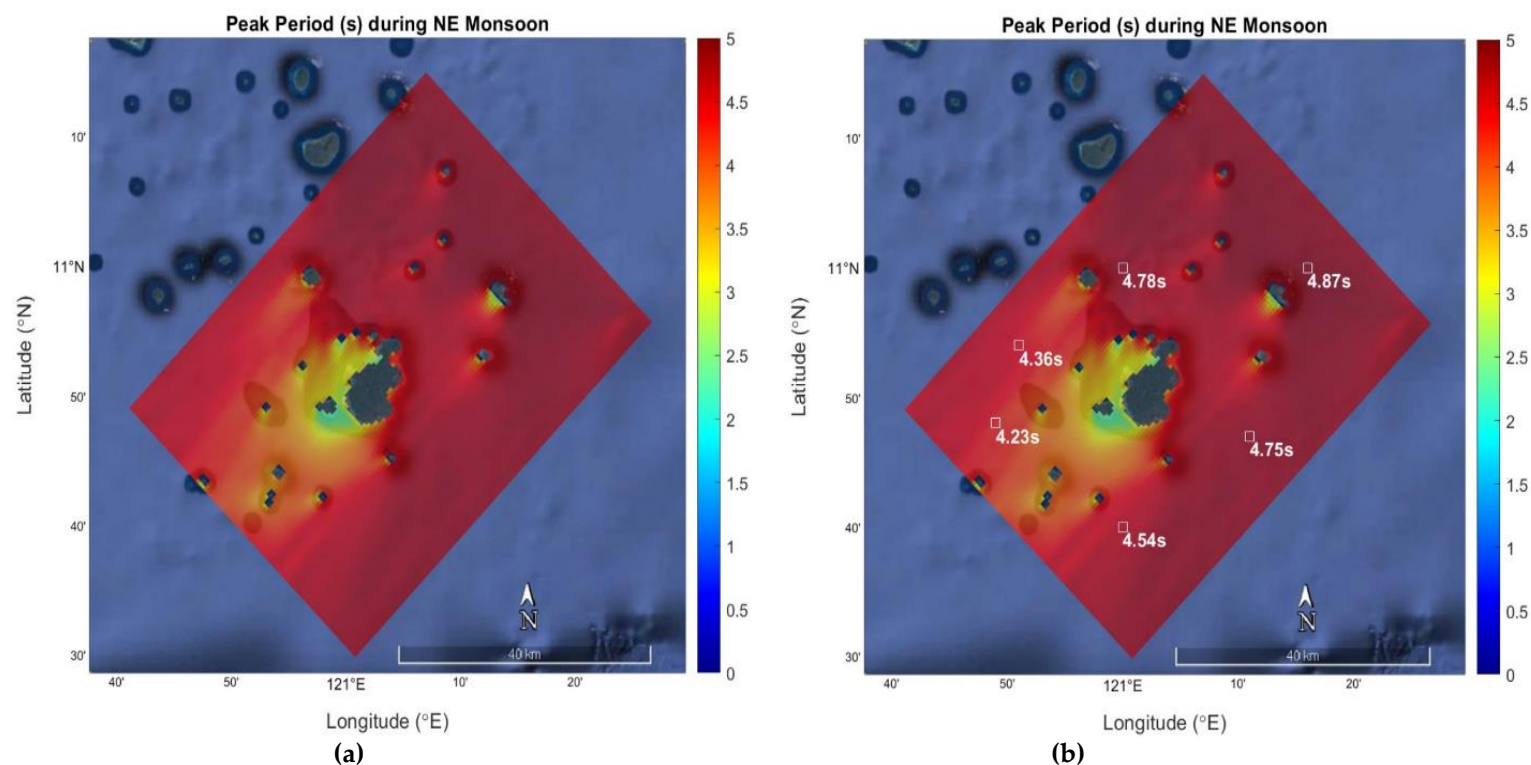 Peak Period (s) during NE Monsoon
5
4.5
4
3.5
3
2.5
2
1.5
1
0.5
0
10'
11°N
50'
40'
30'
Latitude (°N)
N
40 km
40'
50'
121°E
10'
20'
Longitude (°E)
(a)
Peak Period (s) during NE Monsoon
5
4.5
4
3.5
3
2.5
2
1.5
1
0.5
0
10'
11°N
50'
40'
30'
Latitude (°N)
4.78s
4.87s
4.36s
4.23s
4.75s
4.54s
N
40 km
40'
50'
121°E
10'
20'
Longitude (°E)
(b)